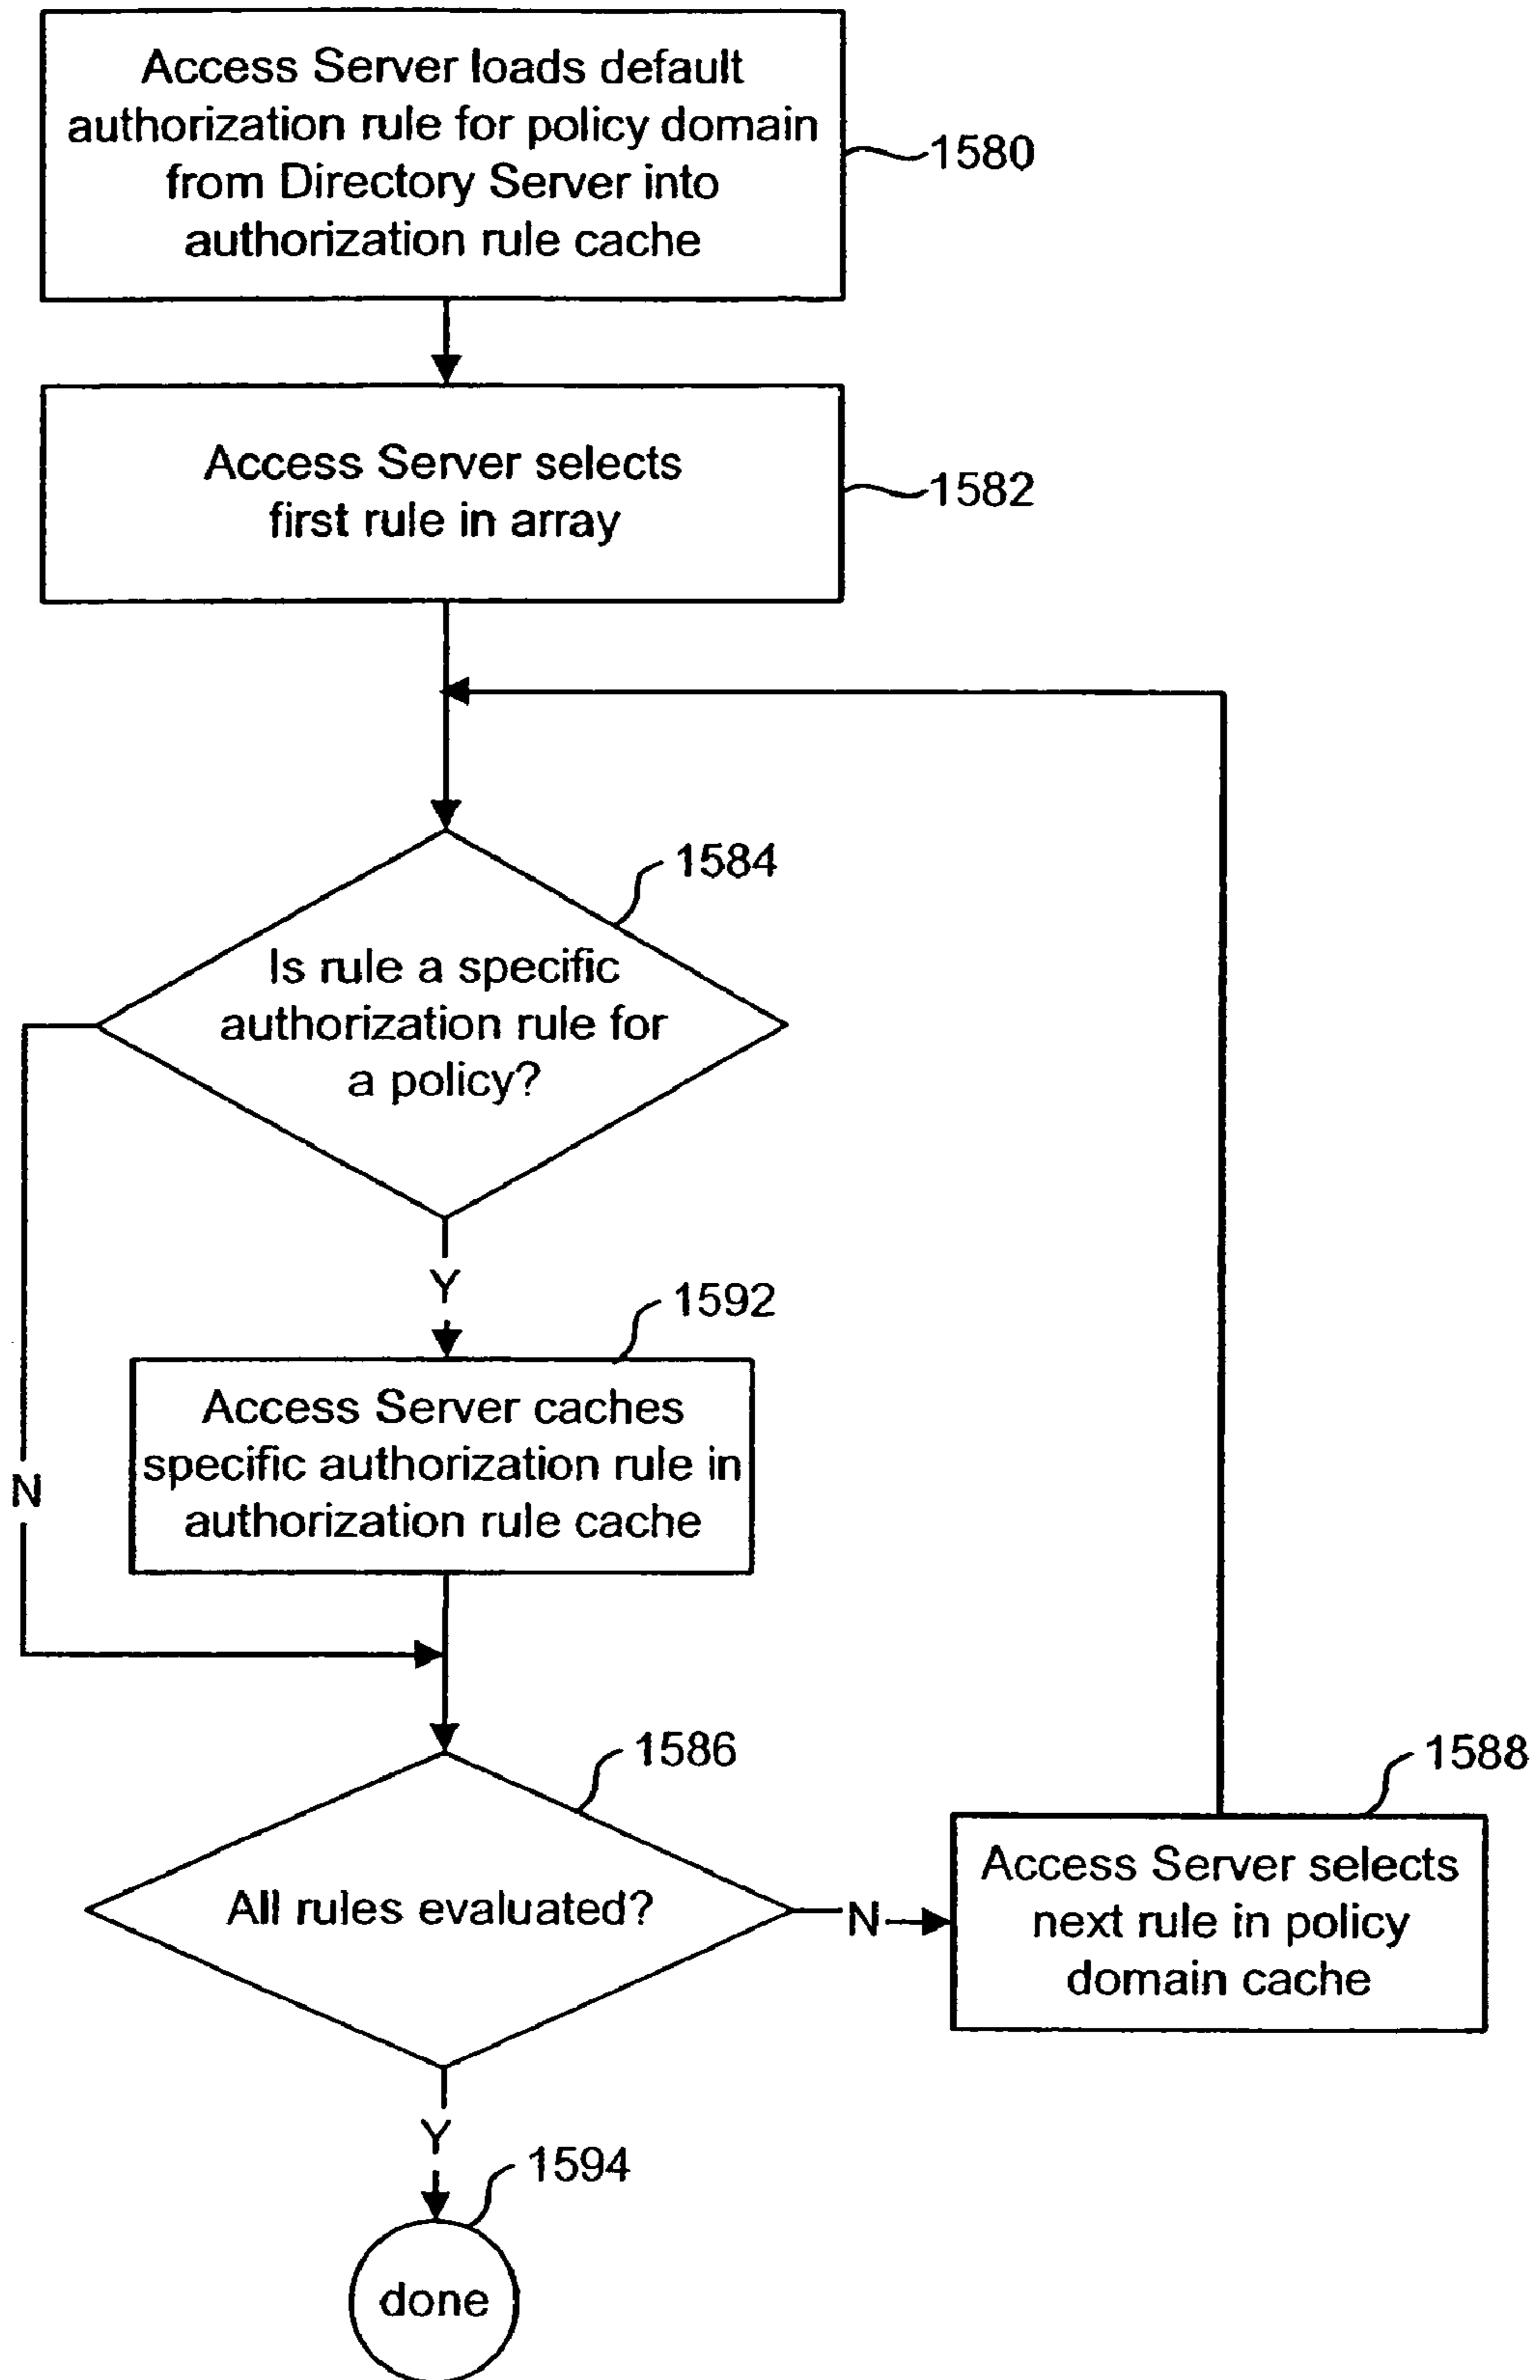 Access Server loads default
authorization rule for policy domain
from Directory Server into
authorization rule cache
1580
Access Server selects
first rule in array
1582
1584
Is rule a specific
authorization rule for
a policy?
Y
1592
Access Server caches
specific authorization rule in
authorization rule cache
N
1586
All rules evaluated?
N
1588
Access Server selects
next rule in policy
domain cache
Y
1594
done